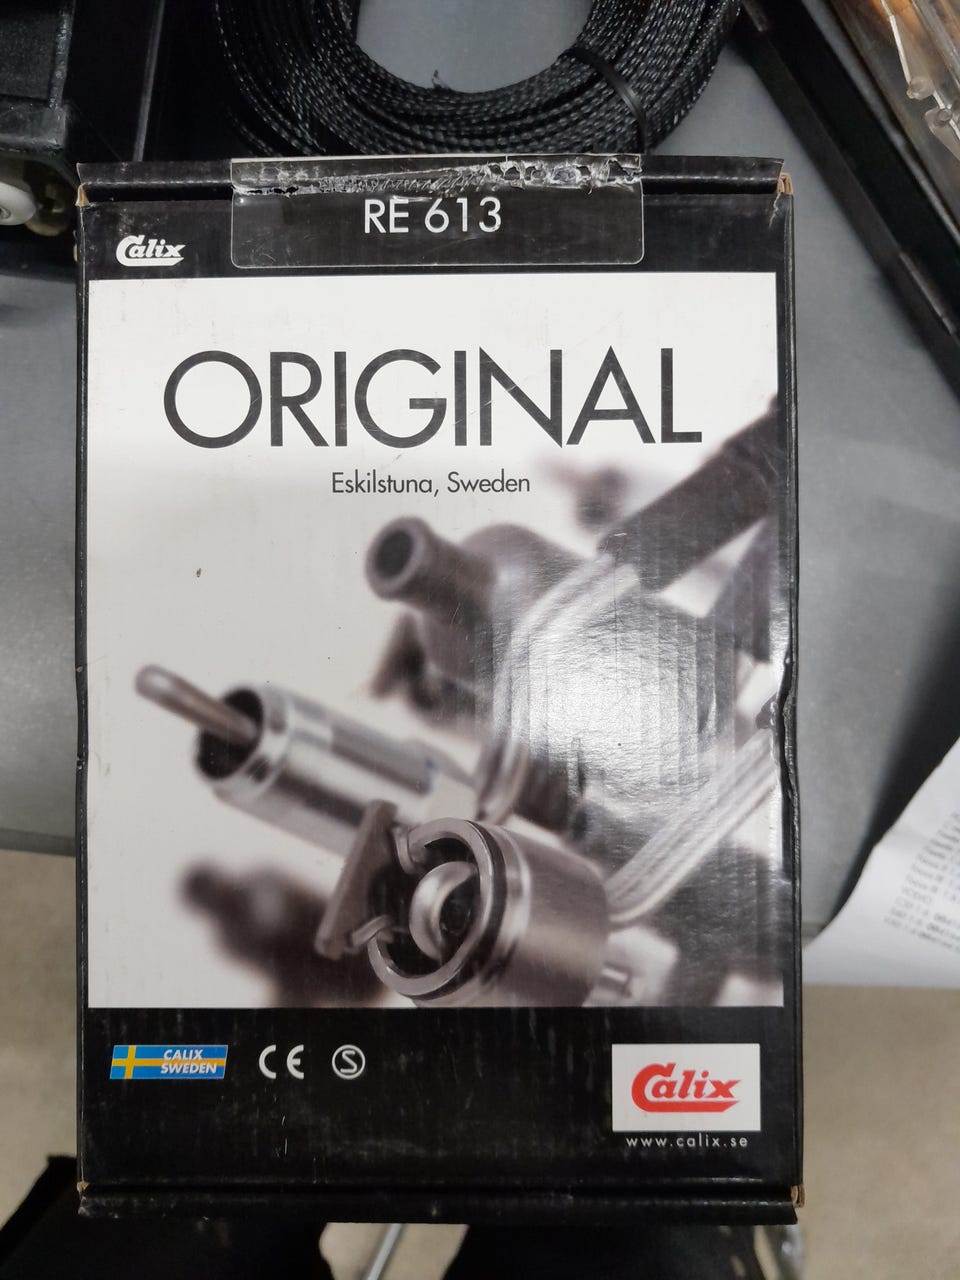 RE 613
Calix
ORIGINAL
Eskilstuna, Sweden
CALIX
SWEDEN
CE
S
Calix
www.calix.se